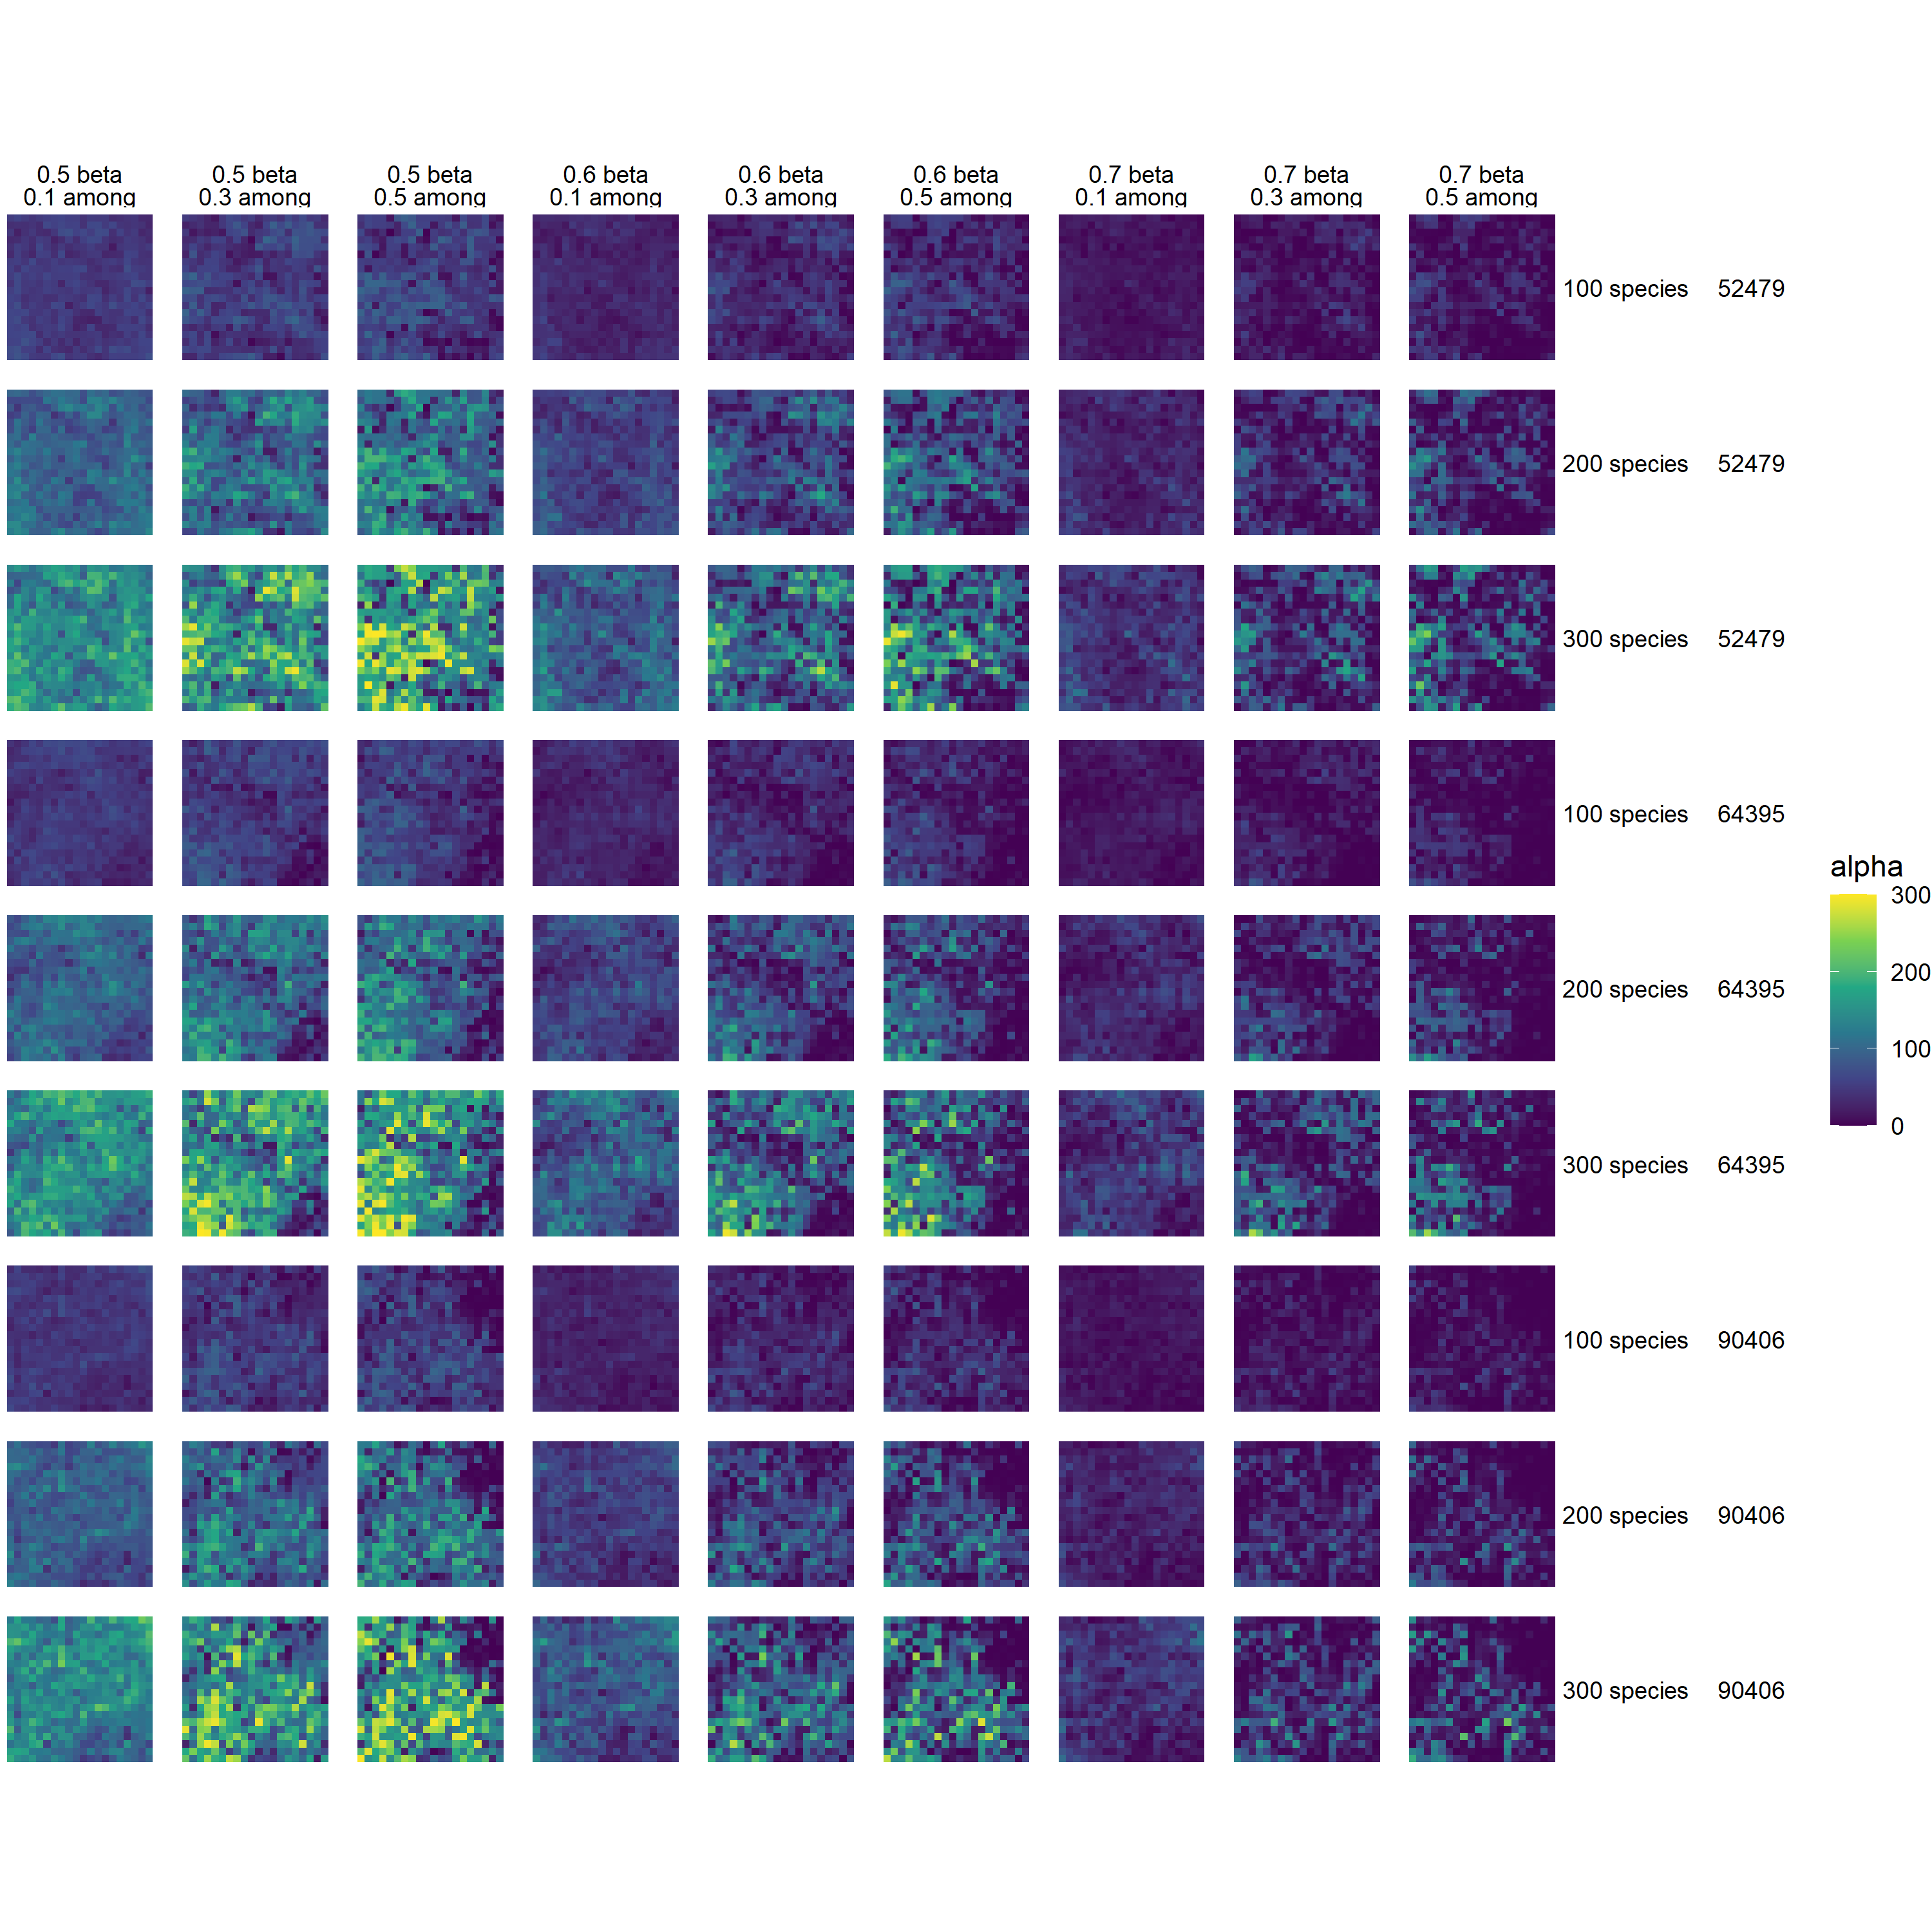 0.5 beta
0.1 among
0.5 beta
0.3 among
0.5 beta
0.5 among
0.6 beta
0.1 among
0.6 beta
0.3 among
0.6 beta
0.5 among
0.7 beta
0.1 among
0.7 beta
0.3 among
0.7 beta
0.5 among
100 species 52479
200 species 52479
300 species 52479
100 species 64395
200 species 64395
300 species 64395
100 species 90406
200 species 90406
300 species 90406
alpha
300
200
100
0